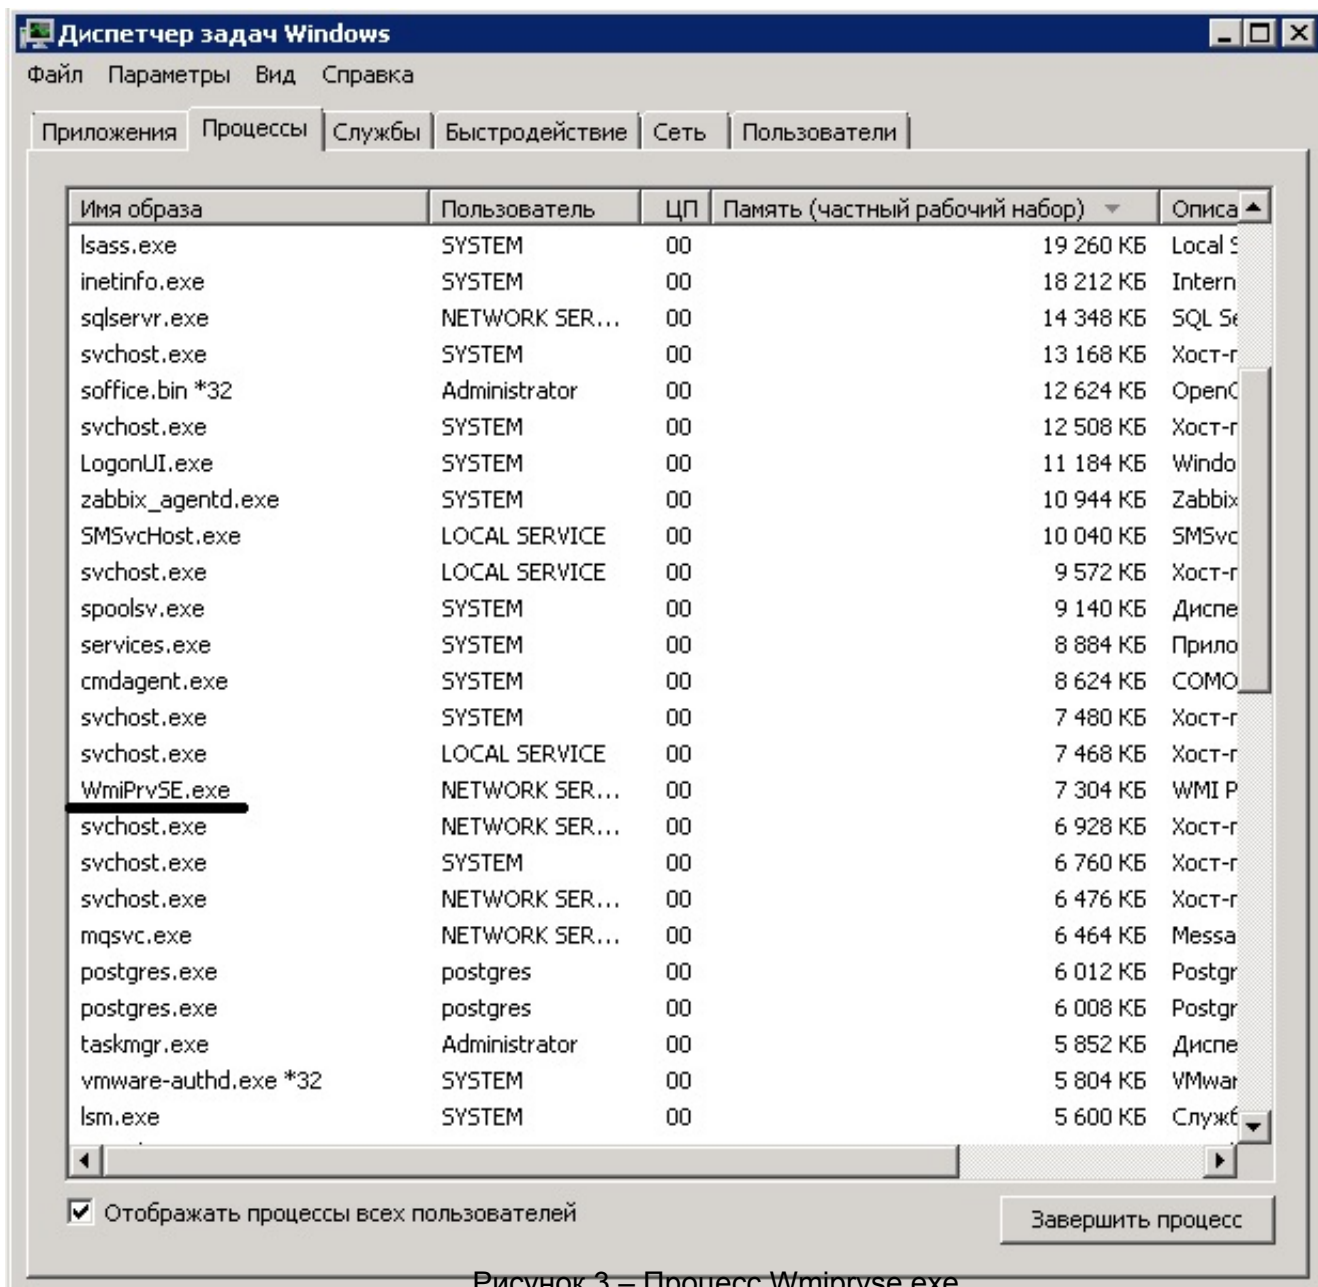 Диспетчер задач Windows
Файл Параметры Вид Справка
Приложения Процессы Службы Быстродействие Сеть Пользователи
Имя образа Пользователь ЦП Память (частный рабочий набор) Описа
lsass.exe SYSTEM 00 19 260 КБ Local S
inetinfo.exe SYSTEM 00 18 212 КБ Intern
sqlservr.exe NETWORK SER... 00 14 348 КБ SQL Se
svchost.exe SYSTEM 00 13 168 КБ Хост-п
soffice.bin *32 Administrator 00 12 624 КБ OpenO
svchost.exe SYSTEM 00 12 508 КБ Хост-п
LogonUI.exe SYSTEM 00 11 184 КБ Windo
zabbix_agentd.exe SYSTEM 00 10 944 КБ Zabbix
SMSvcHost.exe LOCAL SERVICE 00 10 040 КБ SMSvc
svchost.exe LOCAL SERVICE 00 9 572 КБ Хост-п
spoolsv.exe SYSTEM 00 9 140 КБ Диспе
services.exe SYSTEM 00 8 884 КБ Прило
cmdagent.exe SYSTEM 00 8 624 КБ COMO
svchost.exe SYSTEM 00 7 480 КБ Хост-п
svchost.exe LOCAL SERVICE 00 7 468 КБ Хост-п
WmiPrvSE.exe NETWORK SER... 00 7 304 КБ WMI P
svchost.exe NETWORK SER... 00 6 928 КБ Хост-п
svchost.exe SYSTEM 00 6 760 КБ Хост-п
svchost.exe NETWORK SER... 00 6 476 КБ Хост-п
mqsvc.exe NETWORK SER... 00 6 464 КБ Messa
postgres.exe postgres 00 6 012 КБ Postgr
postgres.exe postgres 00 6 008 КБ Postgr
taskmgr.exe Administrator 00 5 852 КБ Диспе
vmware-authd.exe *32 SYSTEM 00 5 804 КБ VMwar
lsm.exe SYSTEM 00 5 600 КБ Служб
Отображать процессы всех пользователей
Завершить процесс
Рисунок 3 – Процесс Wmiprvse.exe